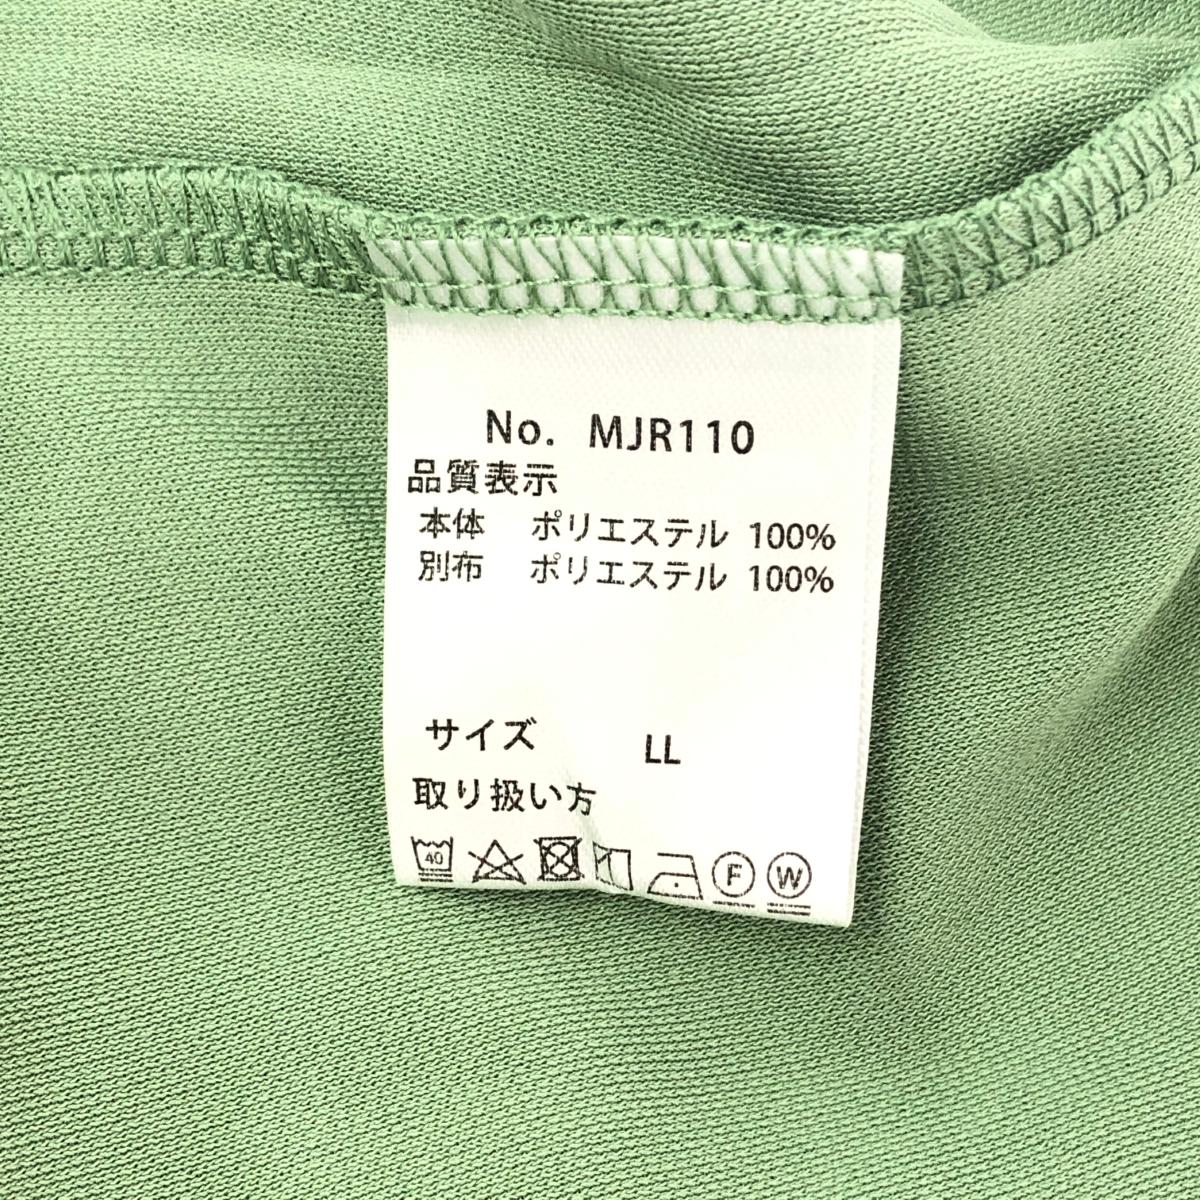 No. MJR110
品質表示
本体 ポリエステル 100%
別布 ポリエステル 100%
サイズ LL
取り扱い方
40 F W